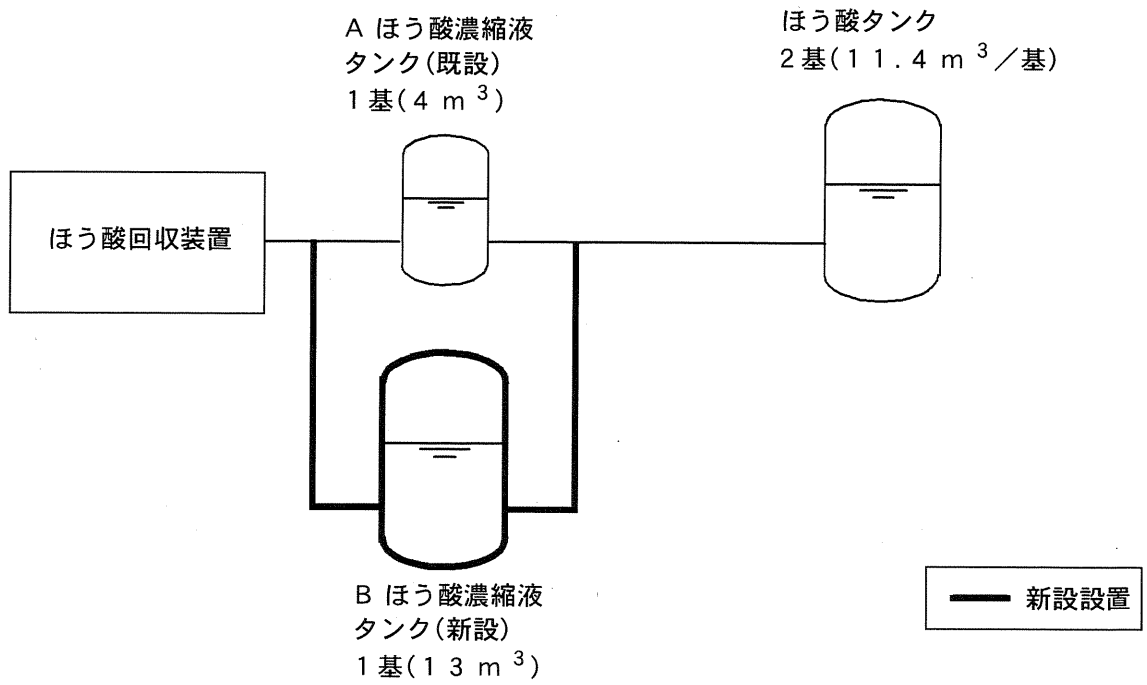 A ほう酸濃縮液
タンク(既設)
1基(4 m³)
ほう酸タンク
2基(11.4 m³/基)
ほう酸回収装置
B ほう酸濃縮液
タンク(新設)
1基(13 m³)
新設設置